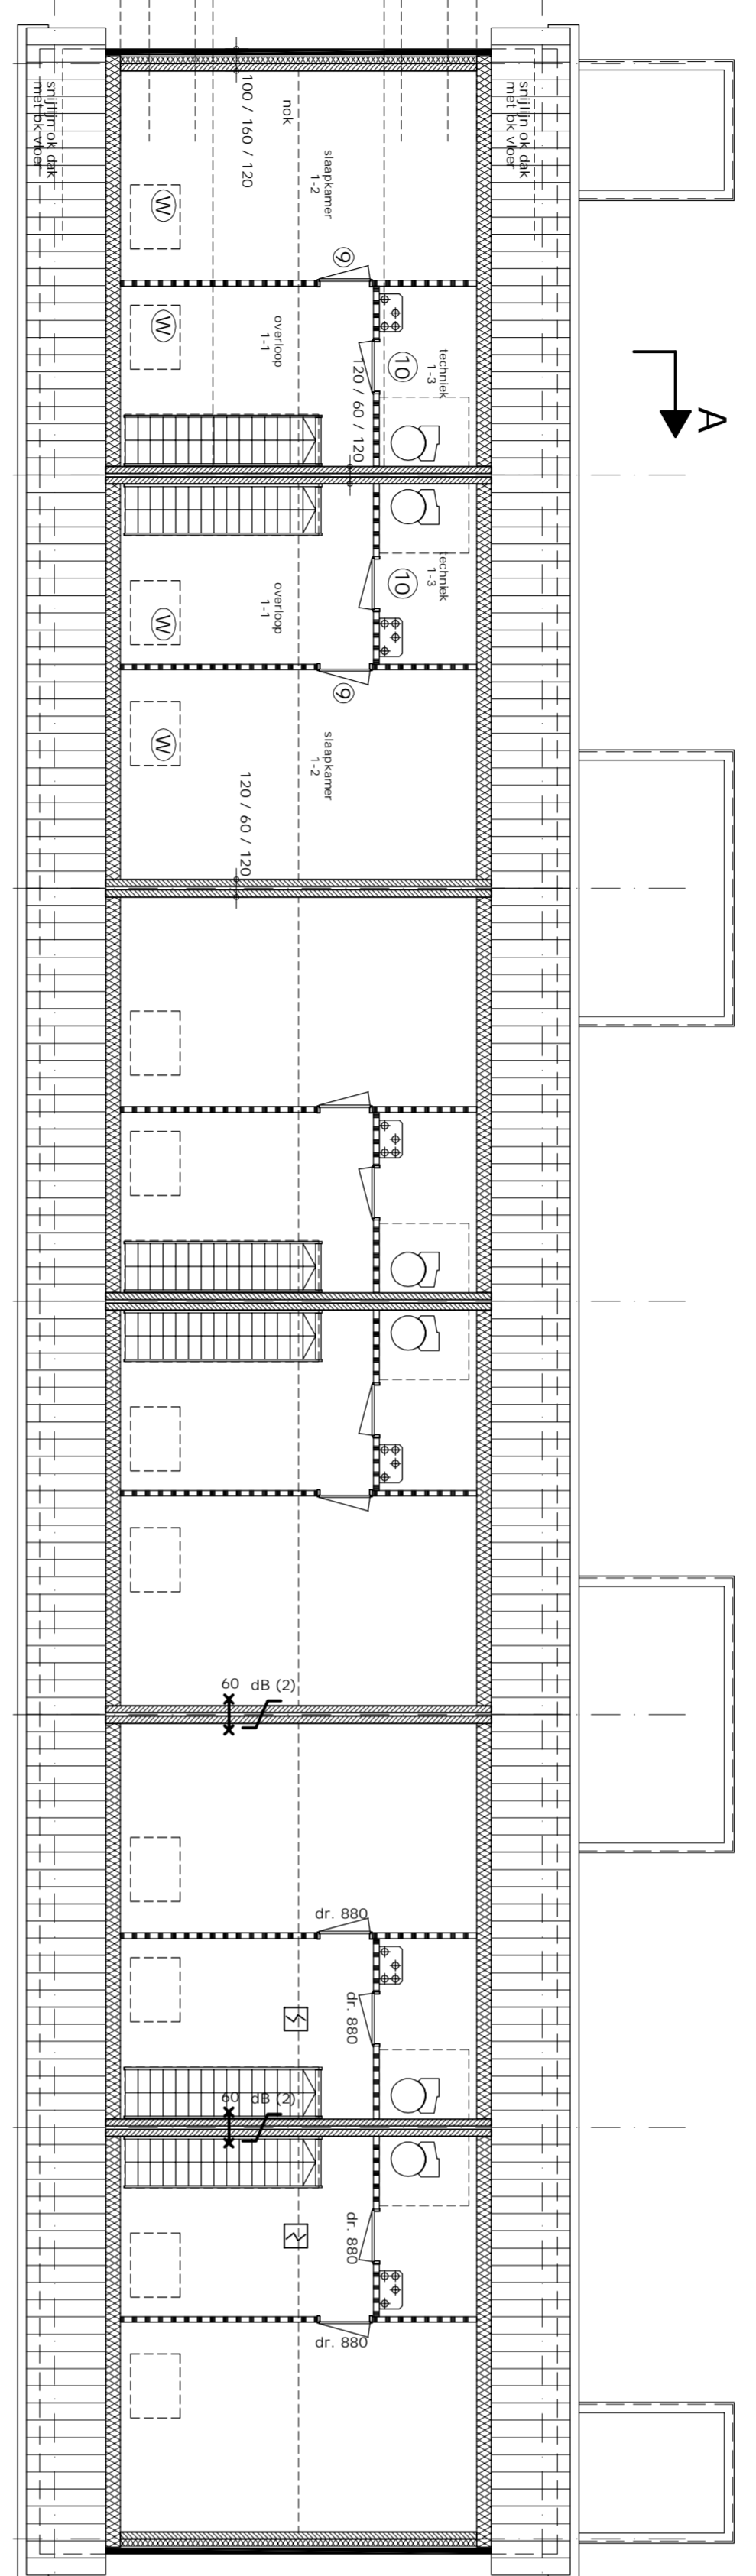 snijlijn ok dak
met bk vloer
snijlijn ok dak
met bk vloer
100 / 160 / 120
nok
slaapkamer
1-2
W
9
W
overloop
1-1
techniek
1-3
10
120 / 60 / 120
A
techniek
1-3
10
overloop
1-1
W
9
W
slaapkamer
1-2
120 / 60 / 120
60 dB (2)
dr. 880
dr. 880
60 dB (2)
dr. 880
dr. 880